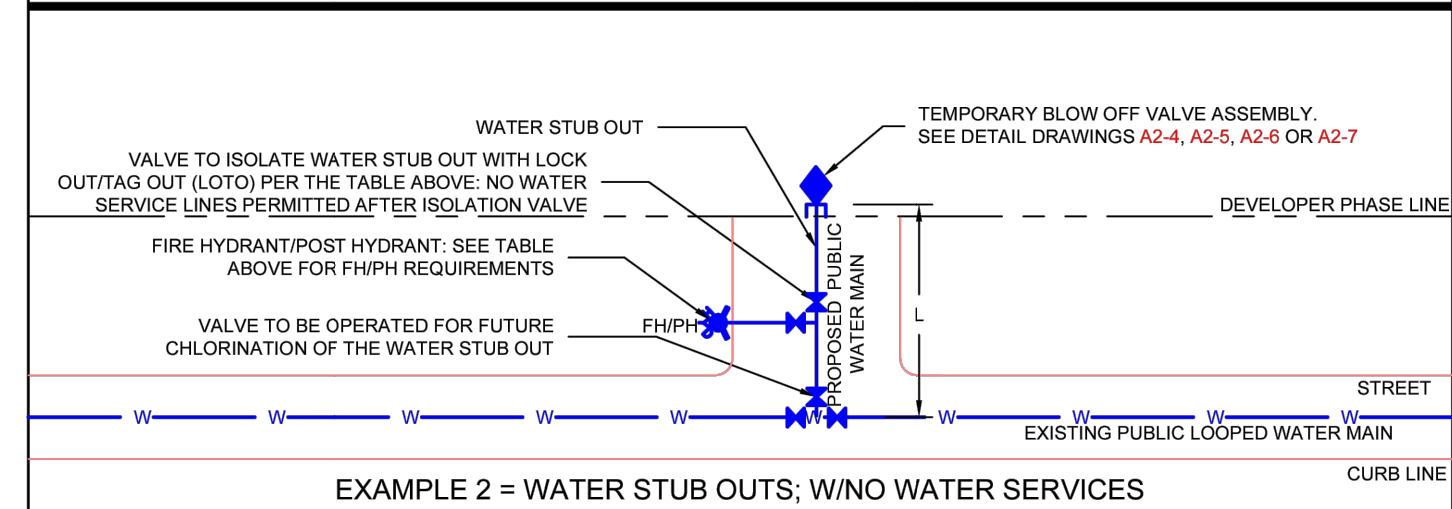 WATER STUB OUT
TEMPORARY BLOW OFF VALVE ASSEMBLY.
SEE DETAIL DRAWINGS A2-4, A2-5, A2-6 OR A2-7
VALVE TO ISOLATE WATER STUB OUT WITH LOCK
OUT/TAG OUT (LOTO) PER THE TABLE ABOVE: NO WATER
SERVICE LINES PERMITTED AFTER ISOLATION VALVE
DEVELOPER PHASE LINE
FIRE HYDRANT/POST HYDRANT: SEE TABLE
ABOVE FOR FH/PH REQUIREMENTS
PROPOSED PUBLIC
WATER MAIN
L
FH/PH
VALVE TO BE OPERATED FOR FUTURE
CHLORINATION OF THE WATER STUB OUT
STREET
W W W W W W W W W W
EXISTING PUBLIC LOOPED WATER MAIN
CURB LINE
EXAMPLE 2 = WATER STUB OUTS; W/NO WATER SERVICES